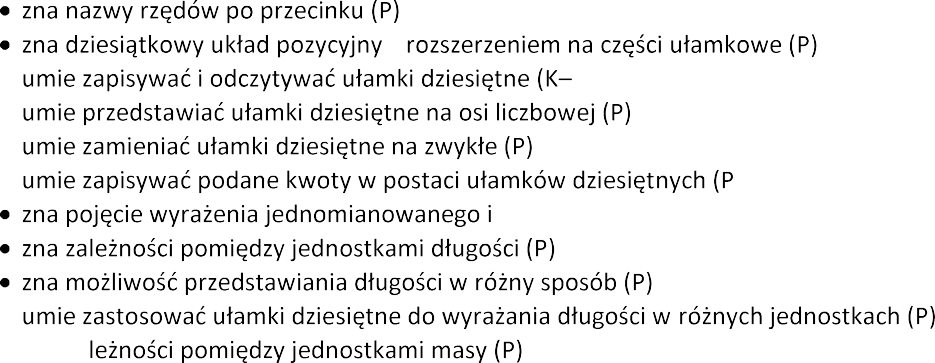 • zna nazwy rzędów po przecinku (P)
• zna dziesiątkowy układ pozycyjny rozszerzeniem na części ułamkowe (P)
umie zapisywać i odczytywać ułamki dziesiętne (K–
umie przedstawiać ułamki dziesiętne na osi liczbowej (P)
umie zamieniać ułamki dziesiętne na zwykłe (P)
umie zapisywać podane kwoty w postaci ułamków dziesiętnych (P
• zna pojęcie wyrażenia jednomianowanego i
• zna zależności pomiędzy jednostkami długości (P)
• zna możliwość przedstawiania długości w różny sposób (P)
umie zastosować ułamki dziesiętne do wyrażania długości w różnych jednostkach (P)
leżności pomiędzy jednostkami masy (P)